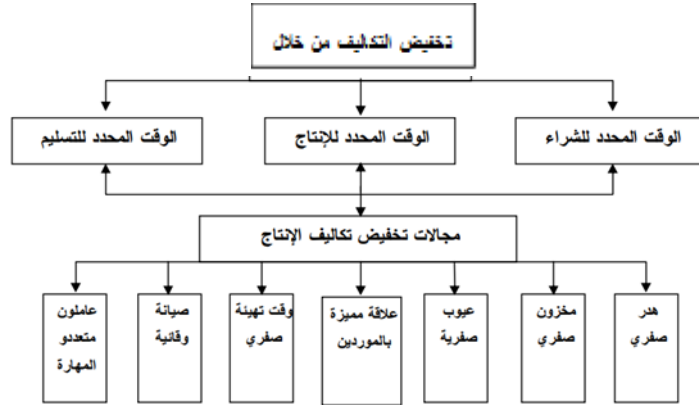 تخفيض التكاليف من خلال
الوقت المحدد للشراء
الوقت المحدد للإنتاج
الوقت المحدد للتسليم
مجالات تخفيض تكاليف الإنتاج
هدر
صفري
مخزون
صفري
عيوب
صفرية
علاقة مميزة
بالموردين
وقت تهيئة
صفري
صيانة
وقائية
عاملون
متعددو
المهارة